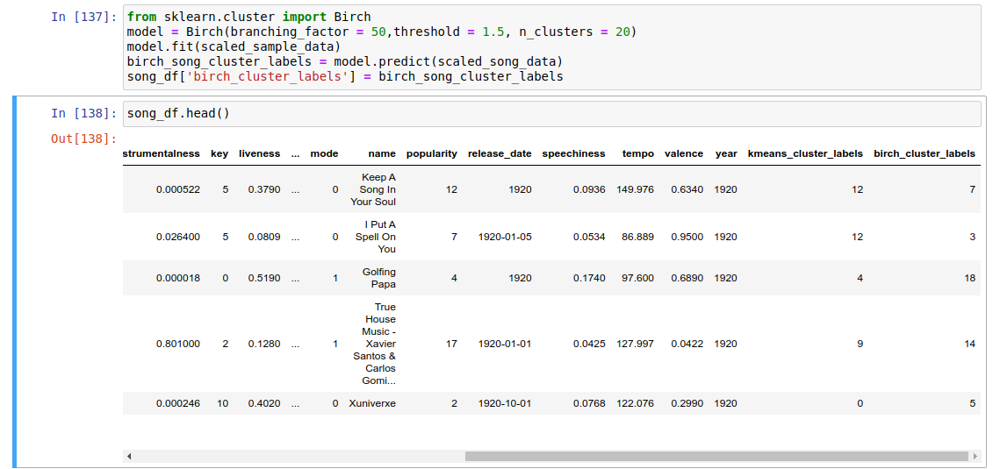 In [137]: from sklearn.cluster import Birch
model = Birch(branching_factor = 50,threshold = 1.5, n_clusters = 20)
model.fit(scaled_sample_data)
birch_song_cluster_labels = model.predict(scaled_song_data)
song_df['birch_cluster_labels'] = birch_song_cluster_labels
In [138]: song_df.head()
Out[138]:
strumentalness key liveness ... mode name popularity release_date speechiness tempo valence year kmeans_cluster_labels birch_cluster_labels
Keep A
0.000522 5 0.3790 ... 0 Song In 12 1920 0.0936 149.976 0.6340 1920 12 7
Your Soul
I Put A
0.026400 5 0.0809 ... 0 Spell On 7 1920-01-05 0.0534 86.889 0.9500 1920 12 3
You
Golfing
0.000018 0 0.5190 ... 1 Papa 4 1920 0.1740 97.600 0.6890 1920 4 18
True
House
Music -
0.801000 2 0.1280 ... 1 Xavier 17 1920-01-01 0.0425 127.997 0.0422 1920 9 14
Santos &
Carlos
Gomi...
0.000246 10 0.4020 ... 0 Xuniverxe 2 1920-10-01 0.0768 122.076 0.2990 1920 0 5